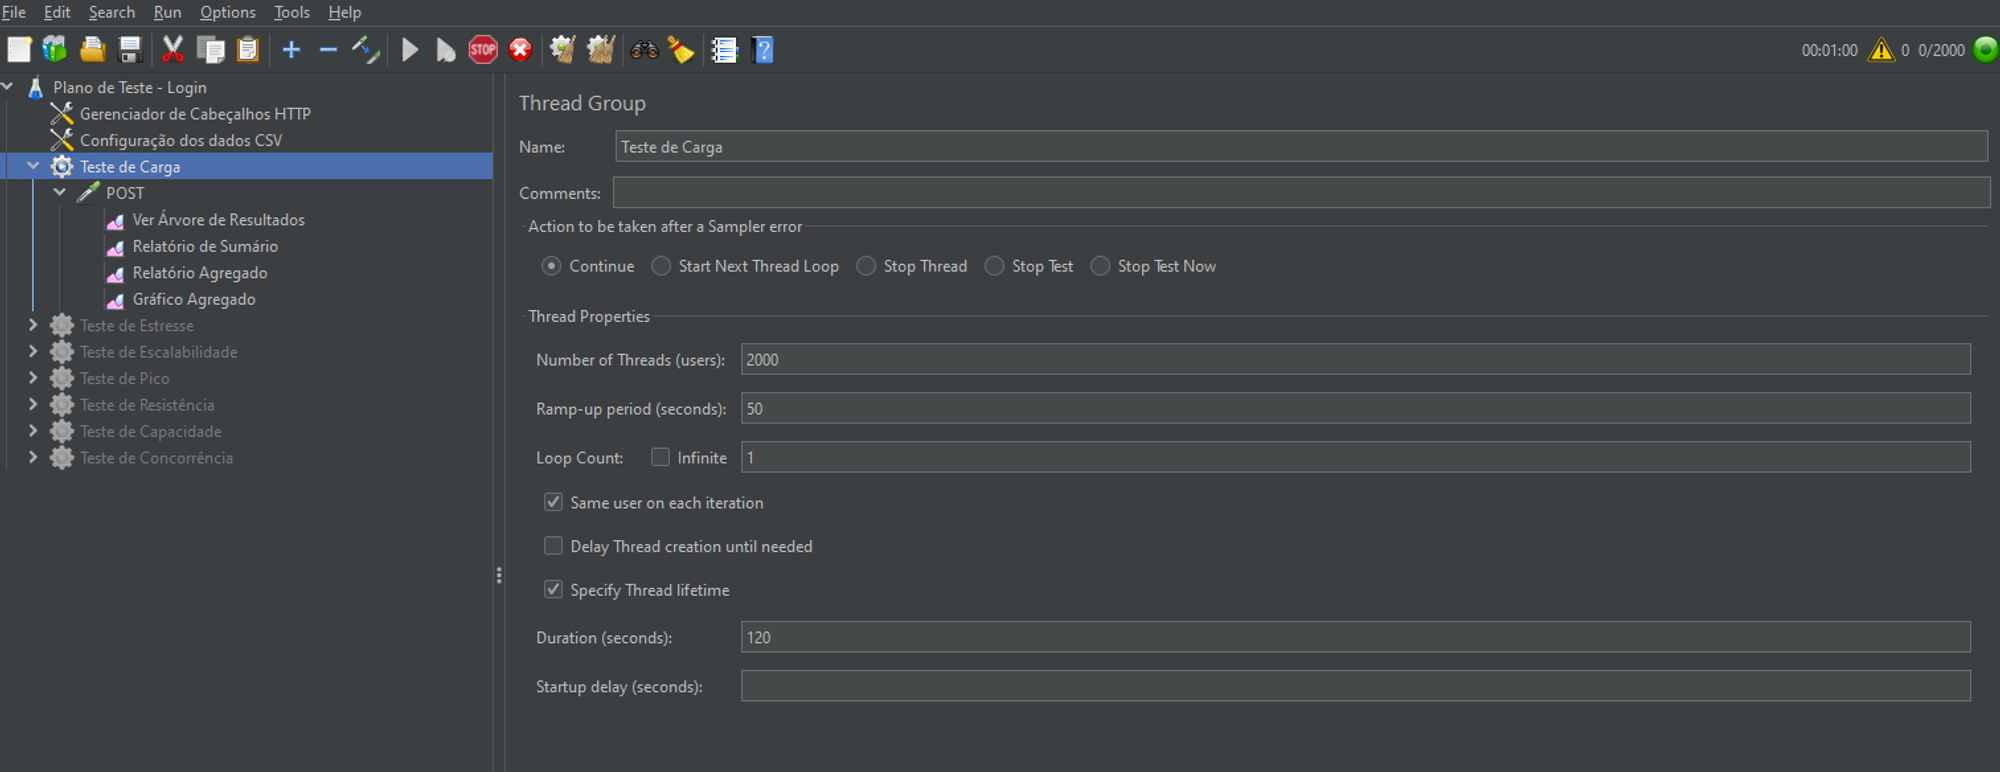 File Edit Search Run Options Tools Help
STOP ? 00:01:00 0 0/2000
Plano de Teste - Login
Gerenciador de Cabeçalhos HTTP
Configuração dos dados CSV
Teste de Carga
POST
Ver Árvore de Resultados
Relatório de Sumário
Relatório Agregado
Gráfico Agregado
Teste de Estresse
Teste de Escalabilidade
Teste de Pico
Teste de Resistência
Teste de Capacidade
Teste de Concorrência
Thread Group
Name: Teste de Carga
Comments:
Action to be taken after a Sampler error
Continue Start Next Thread Loop Stop Thread Stop Test Stop Test Now
Thread Properties
Number of Threads (users): 2000
Ramp-up period (seconds): 50
Loop Count: Infinite 1
Same user on each iteration
Delay Thread creation until needed
Specify Thread lifetime
Duration (seconds): 120
Startup delay (seconds):